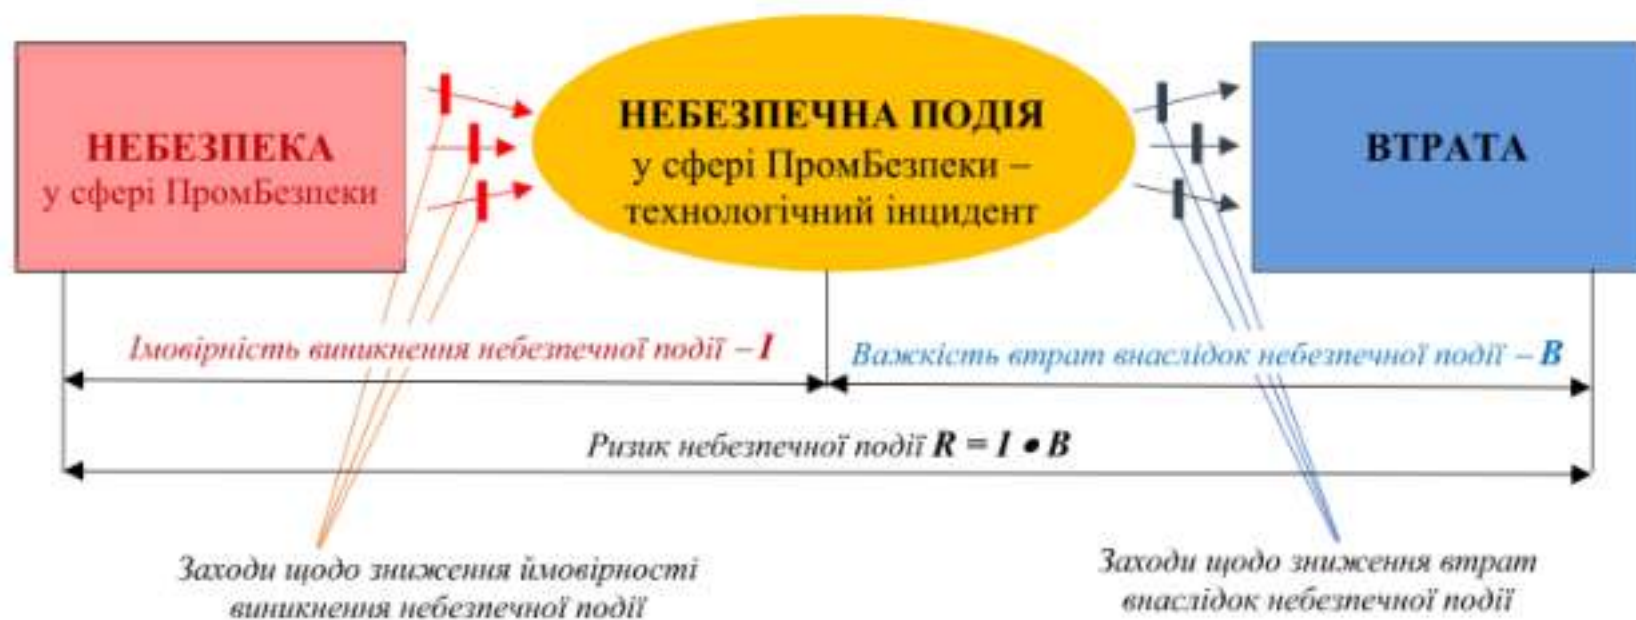 НЕБЕЗПЕКА
у сфері ПромБезпеки
НЕБЕЗПЕЧНА ПОДІЯ
у сфері ПромБезпеки –
технологічний інцидент
ВТРАТА
Імовірність виникнення небезпечної події – І
Важкість втрат внаслідок небезпечної події – В
Ризик небезпечної події R = І • В
Заходи щодо зниження ймовірності
виникнення небезпечної події
Заходи щодо зниження втрат
внаслідок небезпечної події